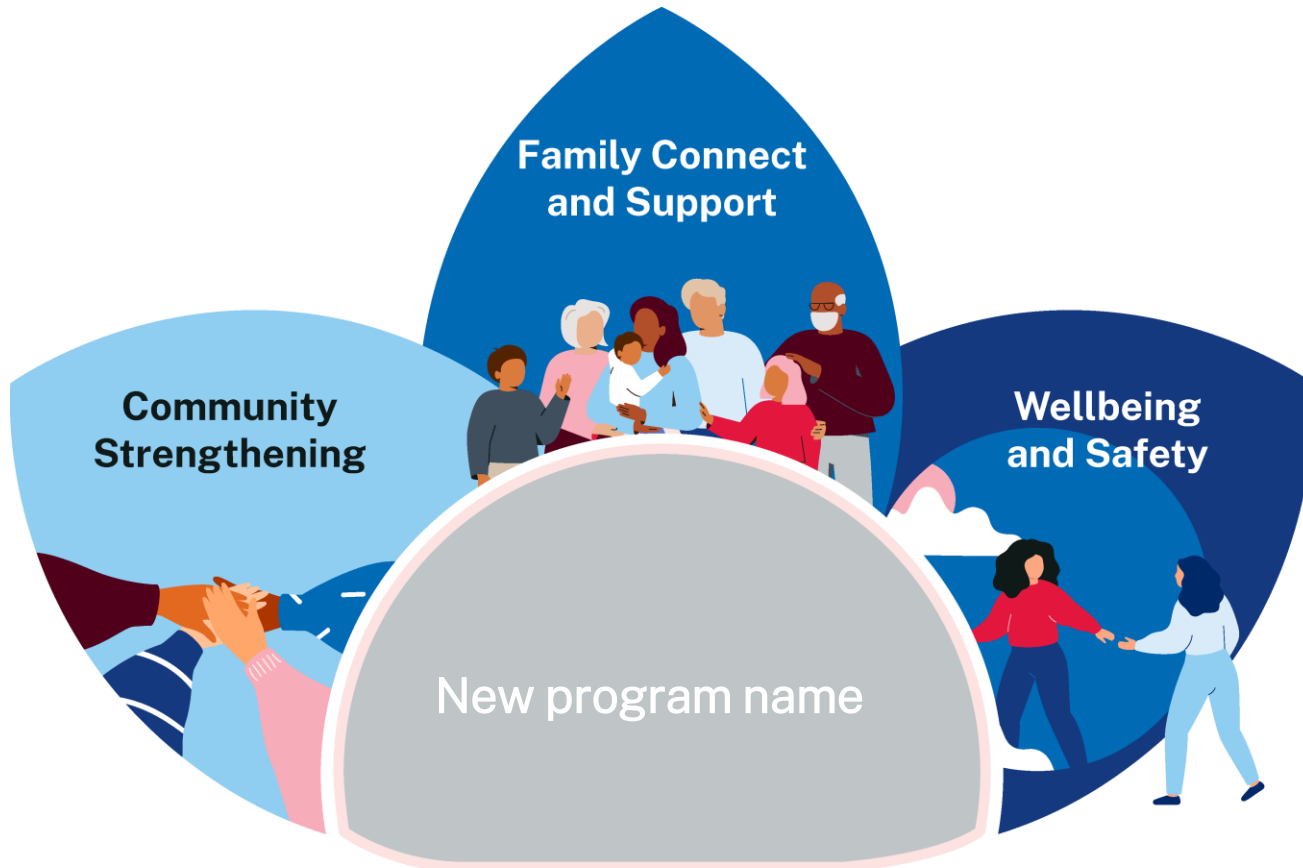 Family Connect
and Support
Community
Strengthening
Wellbeing
and Safety
New program name